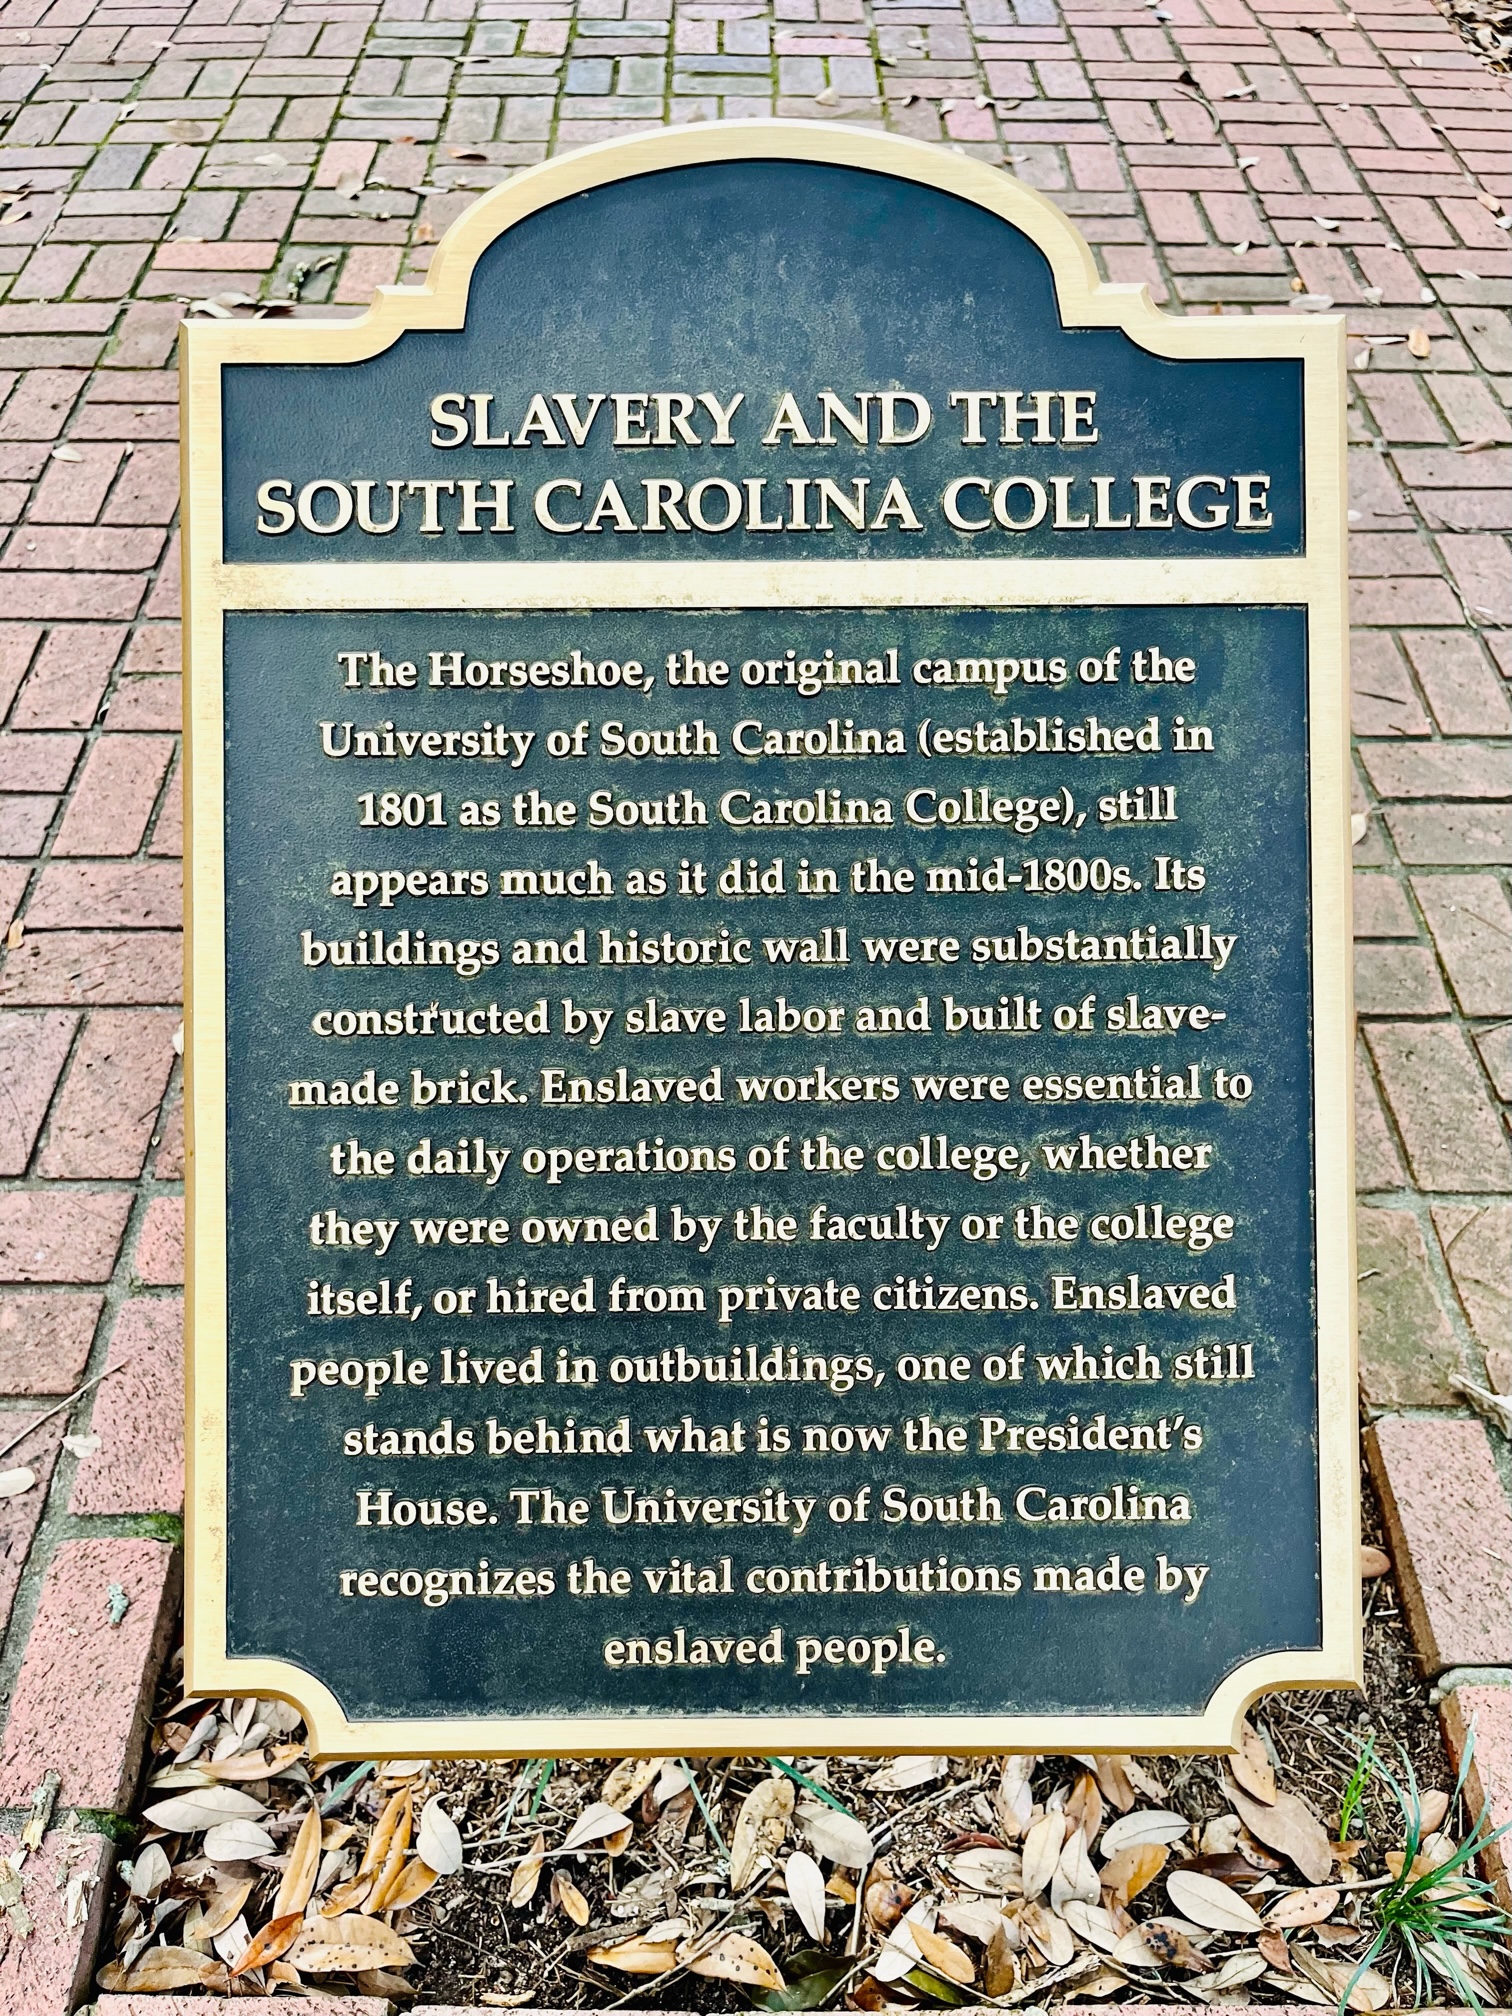 SLAVERY AND THE
SOUTH CAROLINA COLLEGE
The Horseshoe, the original campus of the
University of South Carolina (established in
1801 as the South Carolina College), still
appears much as it did in the mid-1800s. Its
buildings and historic wall were substantially
constructed by slave labor and built of slave-
made brick. Enslaved workers were essential to
the daily operations of the college, whether
they were owned by the faculty or the college
itself, or hired from private citizens. Enslaved
people lived in outbuildings, one of which still
stands behind what is now the President's
House. The University of South Carolina
recognizes the vital contributions made by
enslaved people.